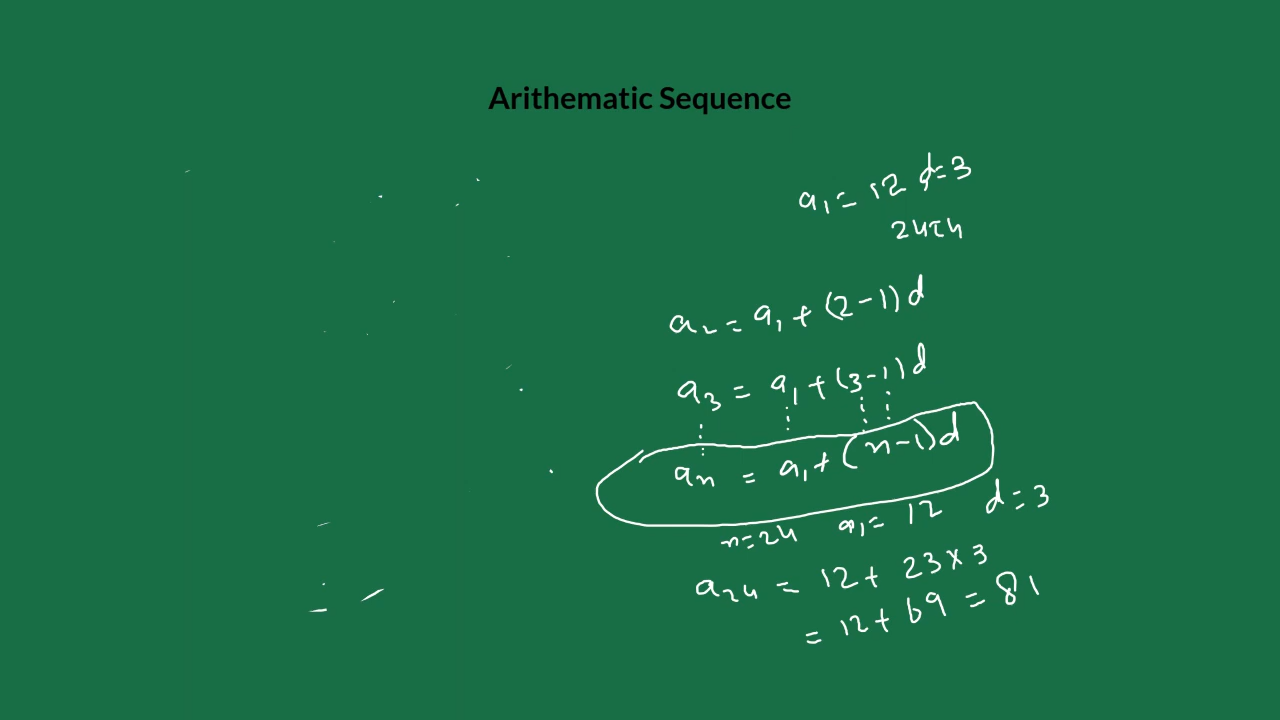 Arithematic Sequence
a₁ = 12 d=3
24th
a₂ = a₁ + (2-1)d
a₃ = a₁ + (3-1)d
aₙ = a₁ + (n-1)d
n=24 a₁= 12 d=3
a₂₄ = 12+ 23×3
= 12+ 69 = 81